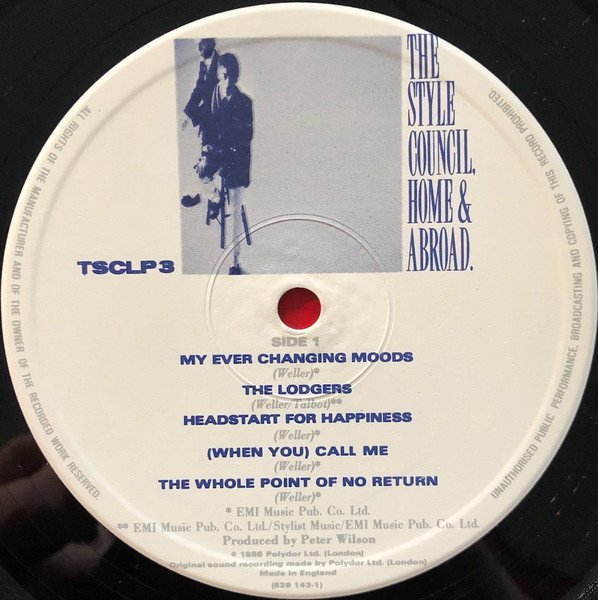 THE
STYLE
COUNCIL.
HOME &
ABROAD.
TSCLP 3
SIDE 1
MY EVER CHANGING MOODS
(Weller)*
THE LODGERS
(Weller/Talbot)**
HEADSTART FOR HAPPINESS
(Weller)*
(WHEN YOU) CALL ME
(Weller)*
THE WHOLE POINT OF NO RETURN
(Weller)*
* EMI Music Pub. Co. Ltd.
** EMI Music Pub. Co. Ltd./Stylist Music/EMI Music Pub. Co. Ltd.
Produced by Peter Wilson
℗ 1986 Polydor Ltd. (London)
Original sound recording made by Polydor Ltd. (London)
Made in England
(829 143-1)
ALL RIGHTS OF THE MANUFACTURER AND OF THE OWNER OF THE RECORDED WORK RESERVED.
UNAUTHORISED PUBLIC PERFORMANCE, BROADCASTING AND COPYING OF THIS RECORD PROHIBITED.